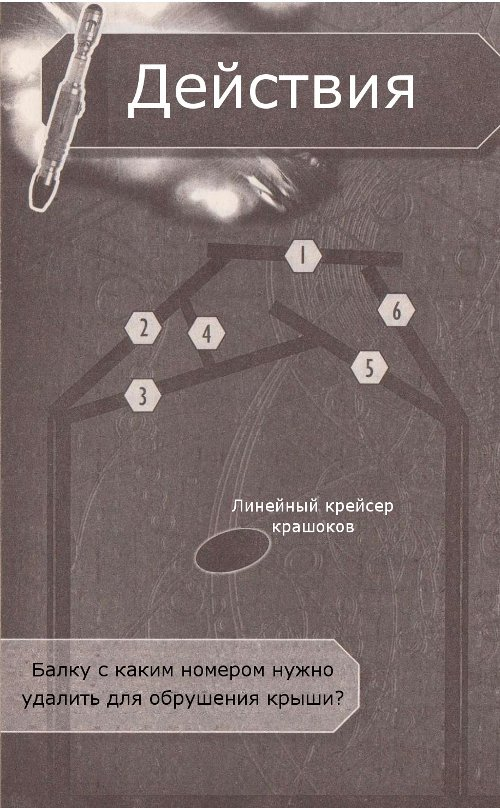 Действия
1
2
6
4
5
3
Линейный крейсер
крашоков
Балку с каким номером нужно
удалить для обрушения крыши?